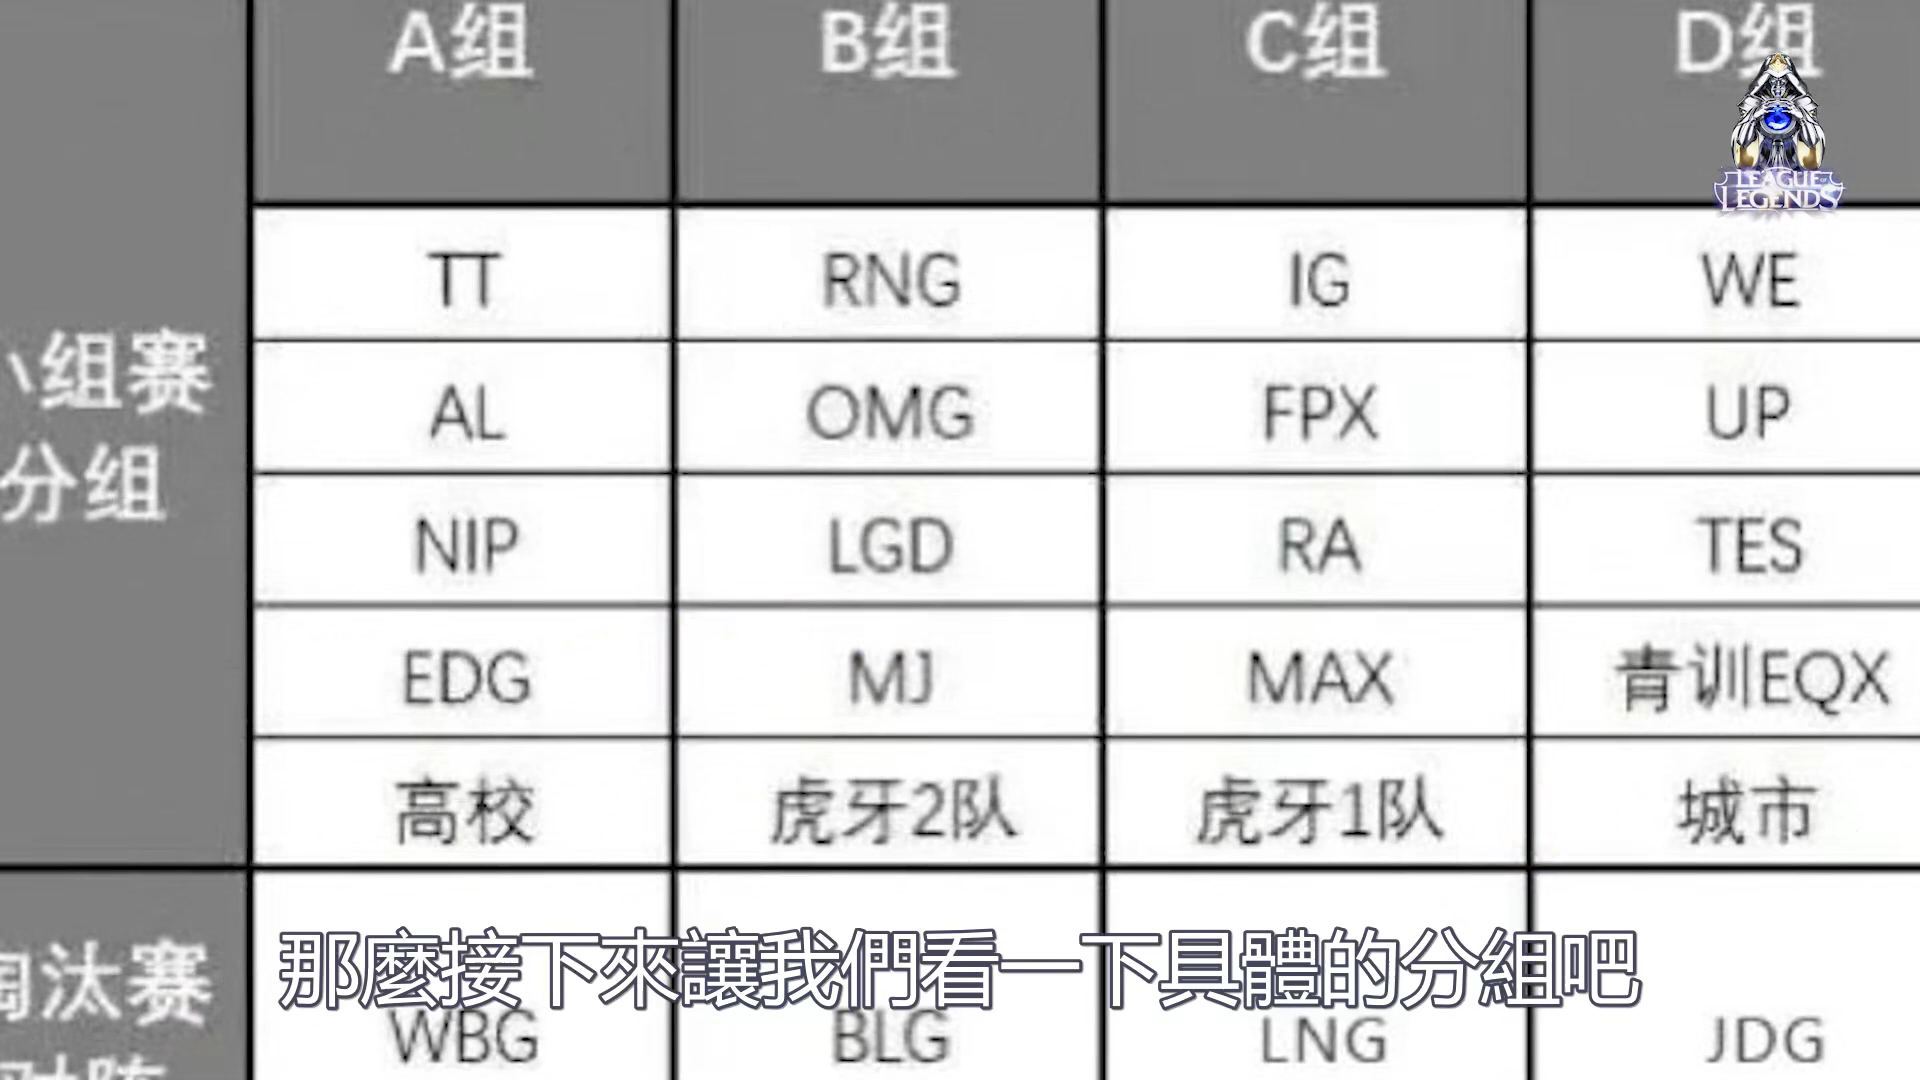 A组 B组 C组 D组
LEAGUE OF
LEGENDS
TT RNG IG WE
小组赛
分组
AL OMG FPX UP
NIP LGD RA TES
EDG MJ MAX 青训EQX
高校 虎牙2队 虎牙1队 城市
淘汰赛
那麼接下來讓我們看一下具體的分組吧
WBG BLG LNG JDG